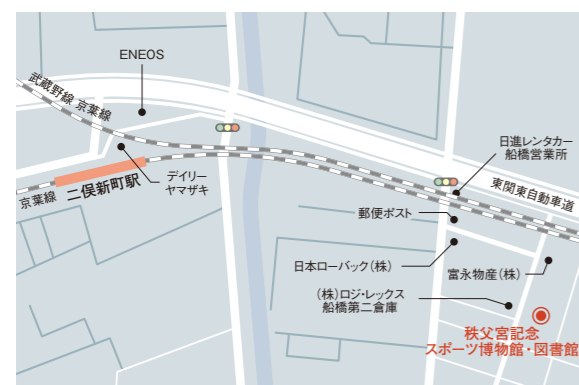 ENEOS
武蔵野線 京葉線
日進レンタカー
船橋営業所
京葉線
二俣新町駅
デイリー
ヤマザキ
東関東自動車道
郵便ポスト
日本ローパック（株）
富永物産（株）
（株）ロジ・レックス
船橋第二倉庫
秩父宮記念
スポーツ博物館・図書館